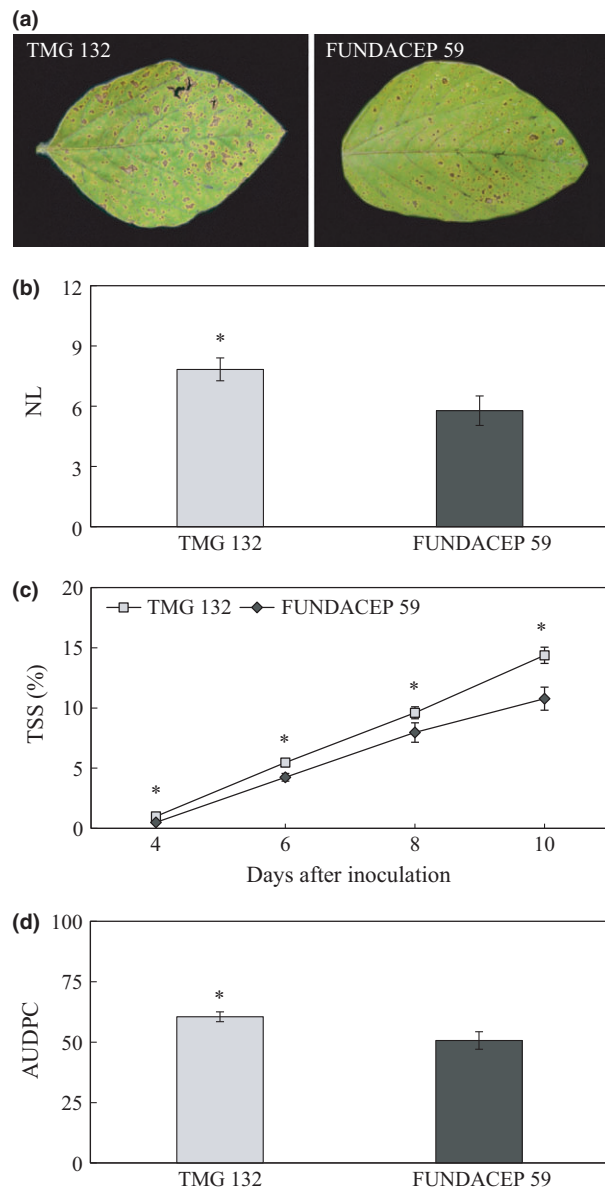 (a)
TMG 132
FUNDACEP 59
(b)
12
9
6
3
0
NL
*
TMG 132
FUNDACEP 59
(c)
20
15
10
5
0
TSS (%)
TMG 132 FUNDACEP 59
* * * *
4 6 8 10
Days after inoculation
(d)
100
75
50
25
0
AUDPC
*
TMG 132
FUNDACEP 59